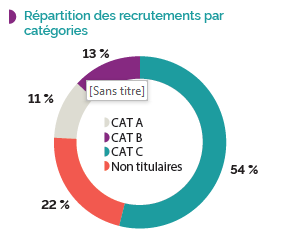 Répartition des recrutements par
catégories
13 %
[Sans titre]
11 %
CAT A
CAT B
CAT C
Non titulaires
54 %
22 %